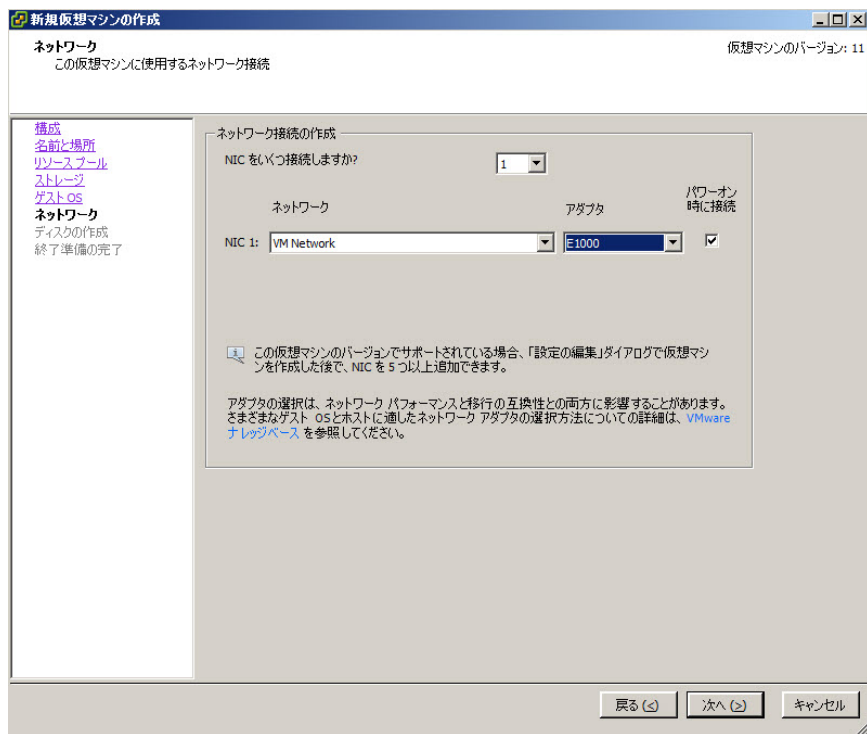 新規仮想マシンの作成
ネットワーク
この仮想マシンに使用するネットワーク接続
仮想マシンのバージョン: 11
構成
名前と場所
リソース プール
ストレージ
ゲスト OS
ネットワーク
ディスクの作成
終了準備の完了
ネットワーク接続の作成
NIC をいくつ接続しますか?
1
ネットワーク
アダプタ
パワーオン
時に接続
NIC 1:
VM Network
E1000
この仮想マシンのバージョンでサポートされている場合、「設定の編集」ダイアログで仮想マシ
ンを作成した後で、NIC を 5 つ以上追加できます。
アダプタの選択は、ネットワーク パフォーマンスと移行の互換性との両方に影響することがあります。
さまざまなゲスト OSとホストに適したネットワーク アダプタの選択方法についての詳細は、VMware
ナレッジベース を参照してください。
戻る (<)
次へ (>)
キャンセル